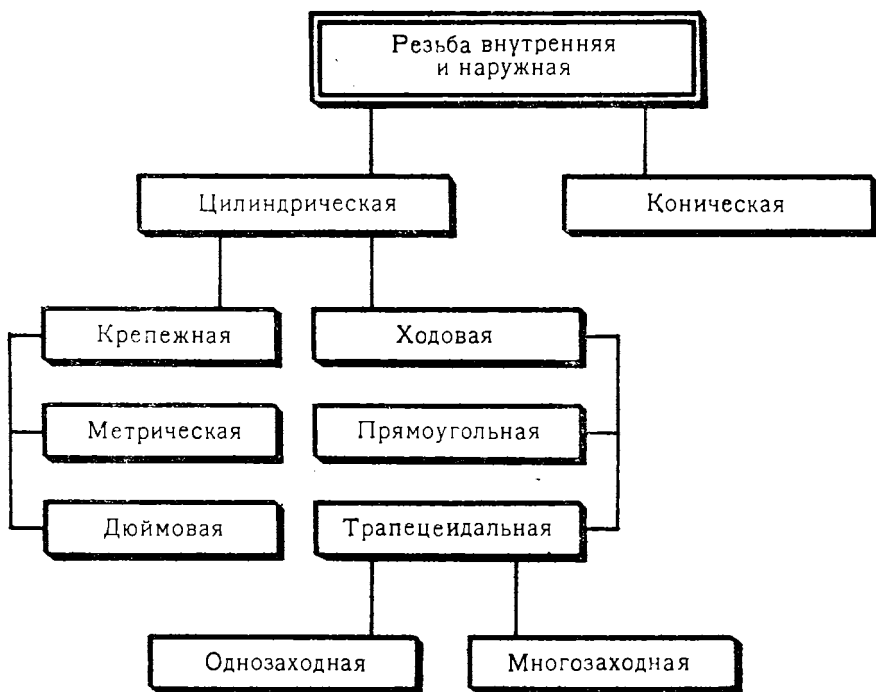 Резьба внутренняя
и наружная
Цилиндрическая
Коническая
Крепежная
Ходовая
Метрическая
Прямоугольная
Дюймовая
Трапецеидальная
Однозаходная
Многозаходная